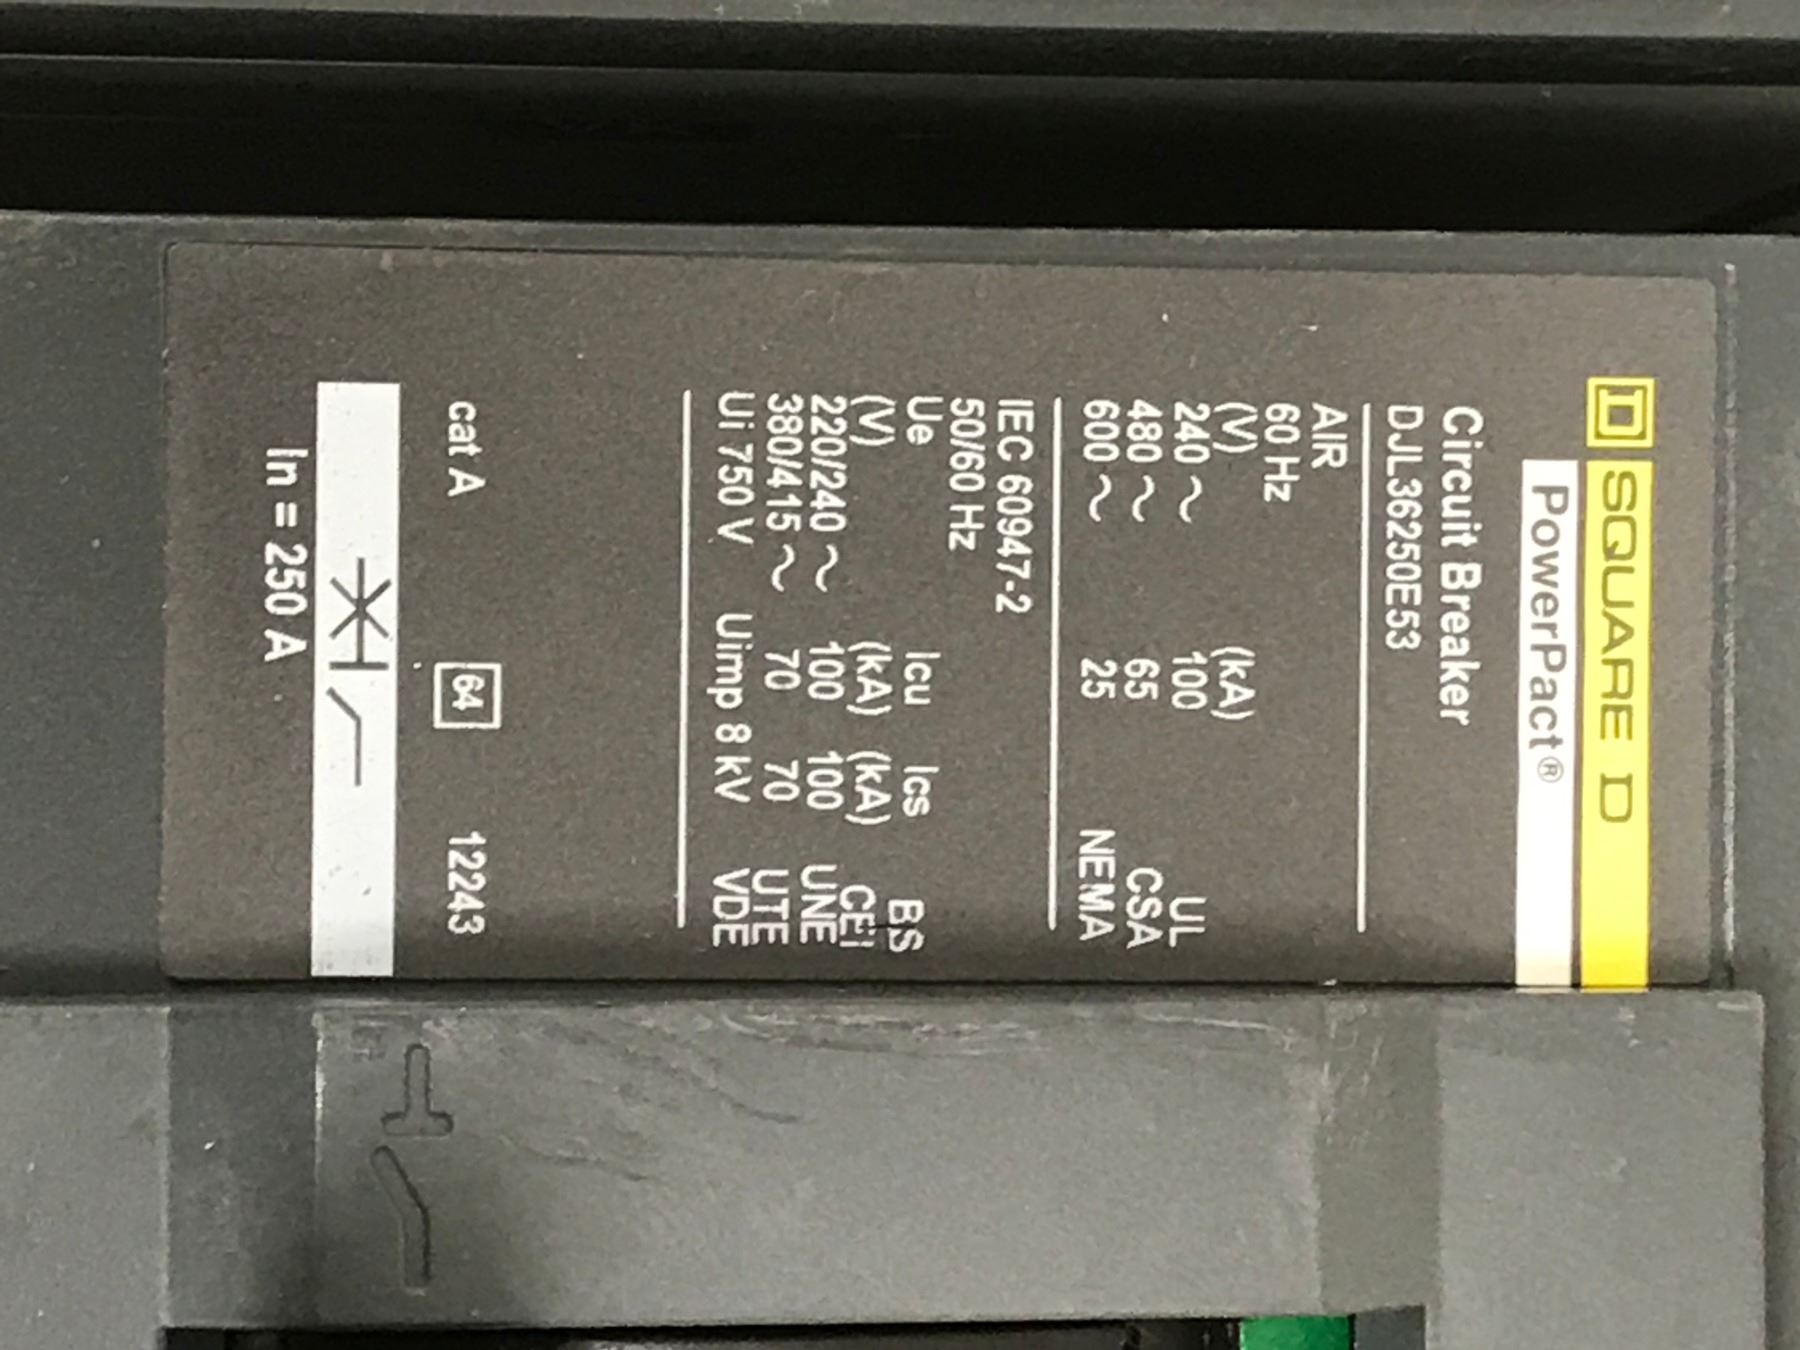 D SQUARE D
PowerPact®
Circuit Breaker
DJL36250E53
AIR
60 Hz
(V) (kA)
240 ~ 100 UL
480 ~ 65 CSA
600 ~ 25 NEMA
IEC 60947-2
50/60 Hz
Ue Icu Ics BS
(V) (kA) (kA) CEI
220/240 ~ 100 100 UNE
380/415 ~ 70 70 UTE
Ui 750 V Uimp 8 kV VDE
cat A 64 12243
In = 250 A